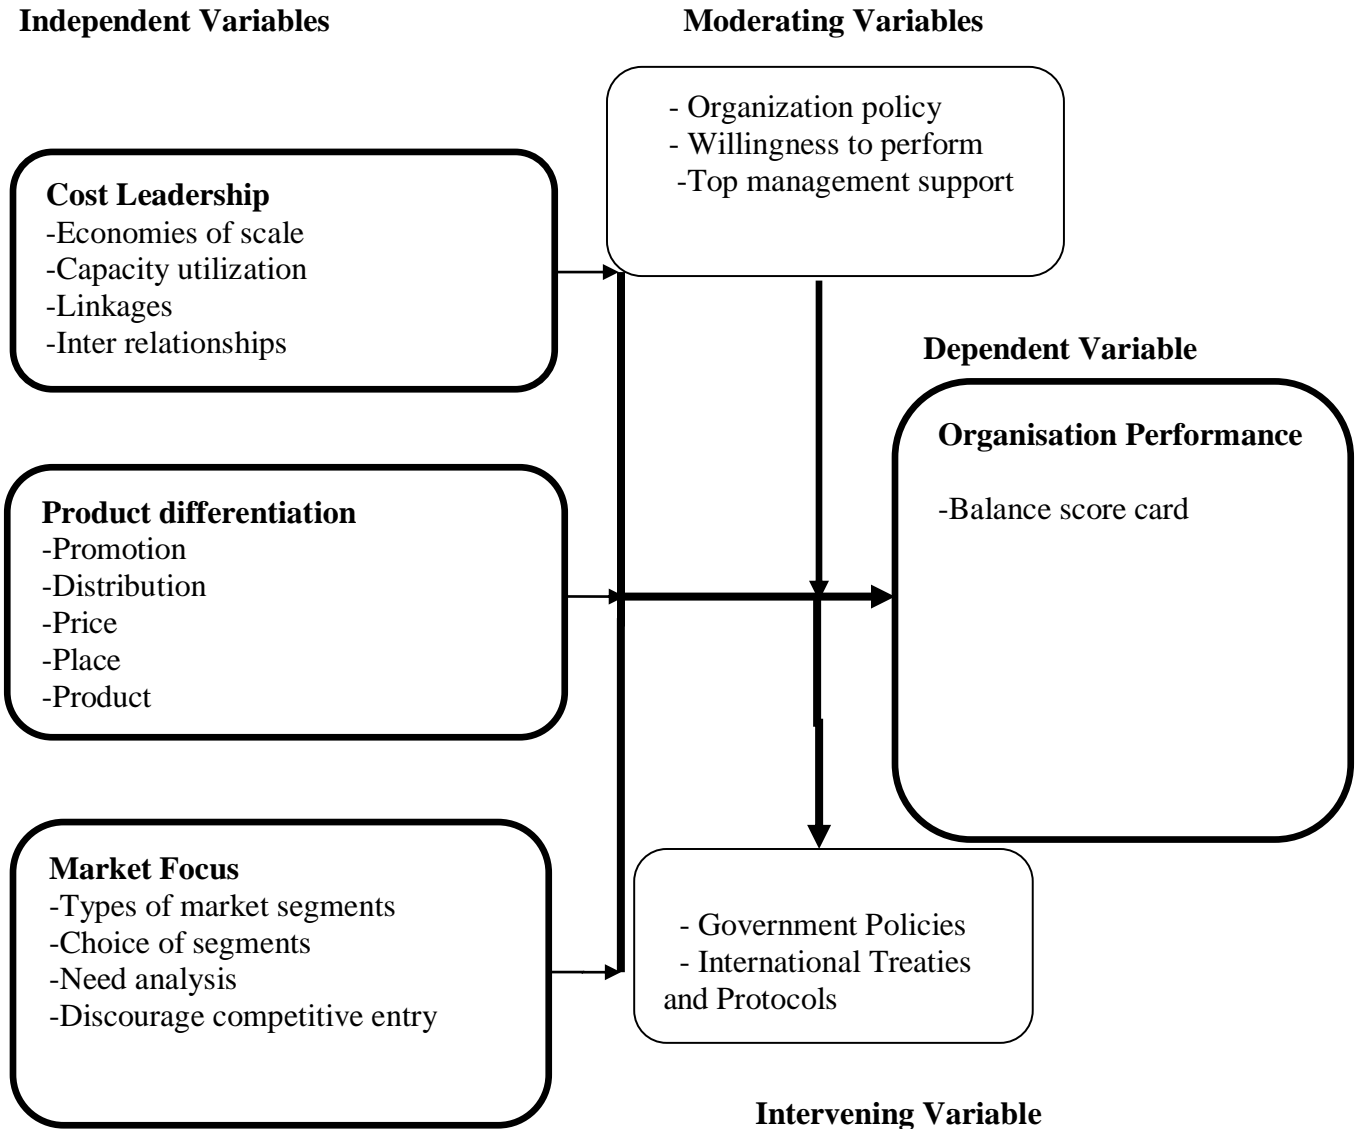 Independent Variables
Moderating Variables
- Organization policy
- Willingness to perform
-Top management support
Cost Leadership
-Economies of scale
-Capacity utilization
-Linkages
-Inter relationships
Dependent Variable
Organisation Performance
-Balance score card
Product differentiation
-Promotion
-Distribution
-Price
-Place
-Product
Market Focus
-Types of market segments
-Choice of segments
-Need analysis
-Discourage competitive entry
- Government Policies
- International Treaties
and Protocols
Intervening Variable